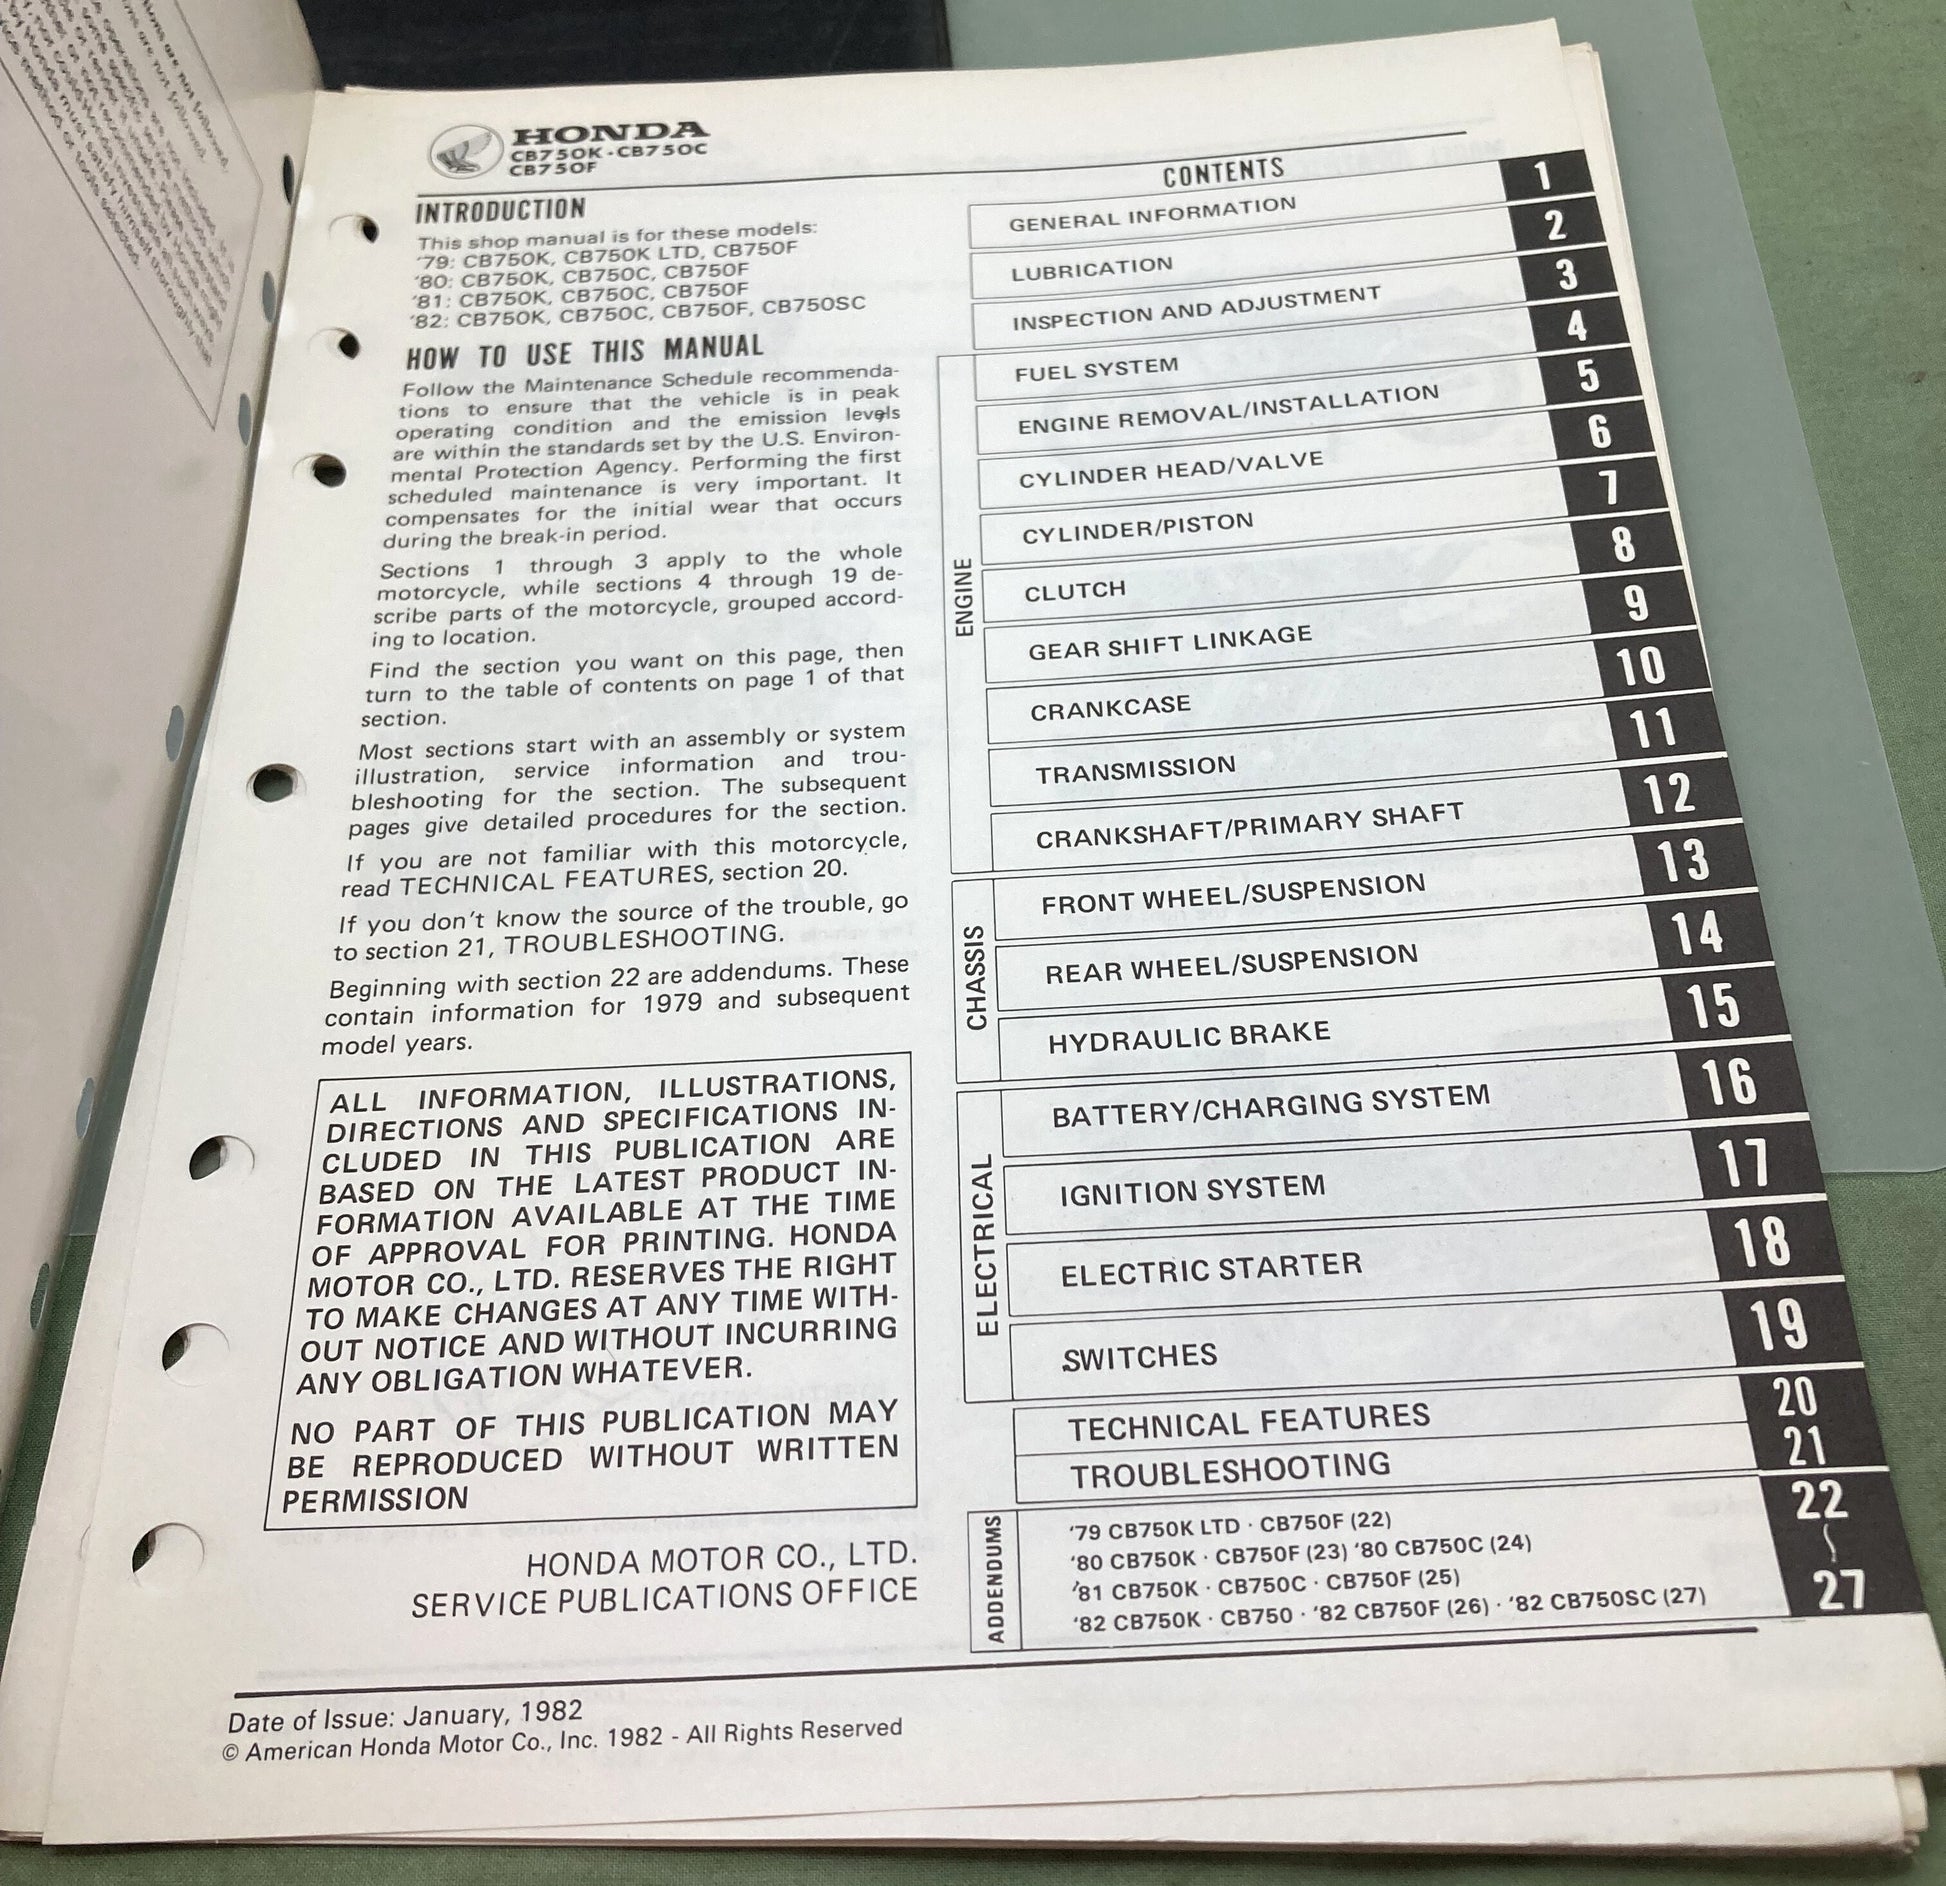 HONDA
CB750K · CB750C
CB750F
INTRODUCTION
This shop manual is for these models:
'79: CB750K, CB750K LTD, CB750F
'80: CB750K, CB750C, CB750F
'81: CB750K, CB750C, CB750F
'82: CB750K, CB750C, CB750F, CB750SC
HOW TO USE THIS MANUAL
Follow the Maintenance Schedule recommenda-
tions to ensure that the vehicle is in peak
operating condition and the emission levels
are within the standards set by the U.S. Environ-
mental Protection Agency. Performing the first
scheduled maintenance is very important. It
compensates for the initial wear that occurs
during the break-in period.
Sections 1 through 3 apply to the whole
motorcycle, while sections 4 through 19 de-
scribe parts of the motorcycle, grouped accord-
ing to location.
Find the section you want on this page, then
turn to the table of contents on page 1 of that
section.
Most sections start with an assembly or system
illustration, service information and trou-
bleshooting for the section. The subsequent
pages give detailed procedures for the section.
If you are not familiar with this motorcycle,
read TECHNICAL FEATURES, section 20.
If you don't know the source of the trouble, go
to section 21, TROUBLESHOOTING.
Beginning with section 22 are addendums. These
contain information for 1979 and subsequent
model years.
ALL INFORMATION, ILLUSTRATIONS,
DIRECTIONS AND SPECIFICATIONS IN-
CLUDED IN THIS PUBLICATION ARE
BASED ON THE LATEST PRODUCT IN-
FORMATION AVAILABLE AT THE TIME
OF APPROVAL FOR PRINTING. HONDA
MOTOR CO., LTD. RESERVES THE RIGHT
TO MAKE CHANGES AT ANY TIME WITH-
OUT NOTICE AND WITHOUT INCURRING
ANY OBLIGATION WHATEVER.
NO PART OF THIS PUBLICATION MAY
BE REPRODUCED WITHOUT WRITTEN
PERMISSION
HONDA MOTOR CO., LTD.
SERVICE PUBLICATIONS OFFICE
CONTENTS
GENERAL INFORMATION 1
LUBRICATION 2
INSPECTION AND ADJUSTMENT 3
ENGINE
FUEL SYSTEM 4
ENGINE REMOVAL/INSTALLATION 5
CYLINDER HEAD/VALVE 6
CYLINDER/PISTON 7
CLUTCH 8
GEAR SHIFT LINKAGE 9
CRANKCASE 10
TRANSMISSION 11
CRANKSHAFT/PRIMARY SHAFT 12
CHASSIS
FRONT WHEEL/SUSPENSION 13
REAR WHEEL/SUSPENSION 14
HYDRAULIC BRAKE 15
ELECTRICAL
BATTERY/CHARGING SYSTEM 16
IGNITION SYSTEM 17
ELECTRIC STARTER 18
SWITCHES 19
TECHNICAL FEATURES 20
TROUBLESHOOTING 21
ADDENDUMS
'79 CB750K LTD · CB750F (22)
'80 CB750K · CB750F (23) '80 CB750C (24)
'81 CB750K · CB750C · CB750F (25)
'82 CB750K · CB750 · '82 CB750F (26) · '82 CB750SC (27)
22
~
27
Date of Issue: January, 1982
© American Honda Motor Co., Inc. 1982 - All Rights Reserved